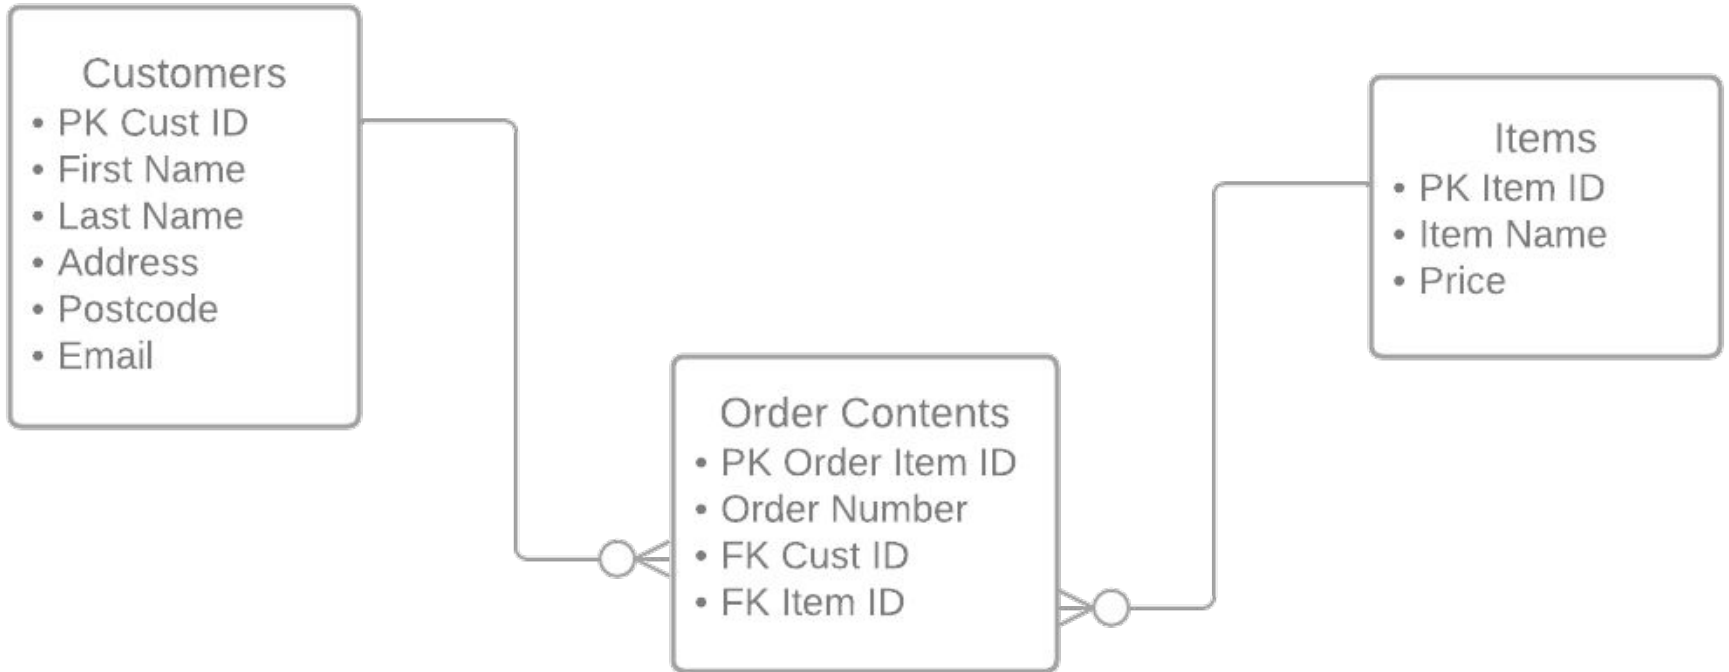 Customers
• PK Cust ID
• First Name
• Last Name
• Address
• Postcode
• Email
Items
• PK Item ID
• Item Name
• Price
Order Contents
• PK Order Item ID
• Order Number
• FK Cust ID
• FK Item ID